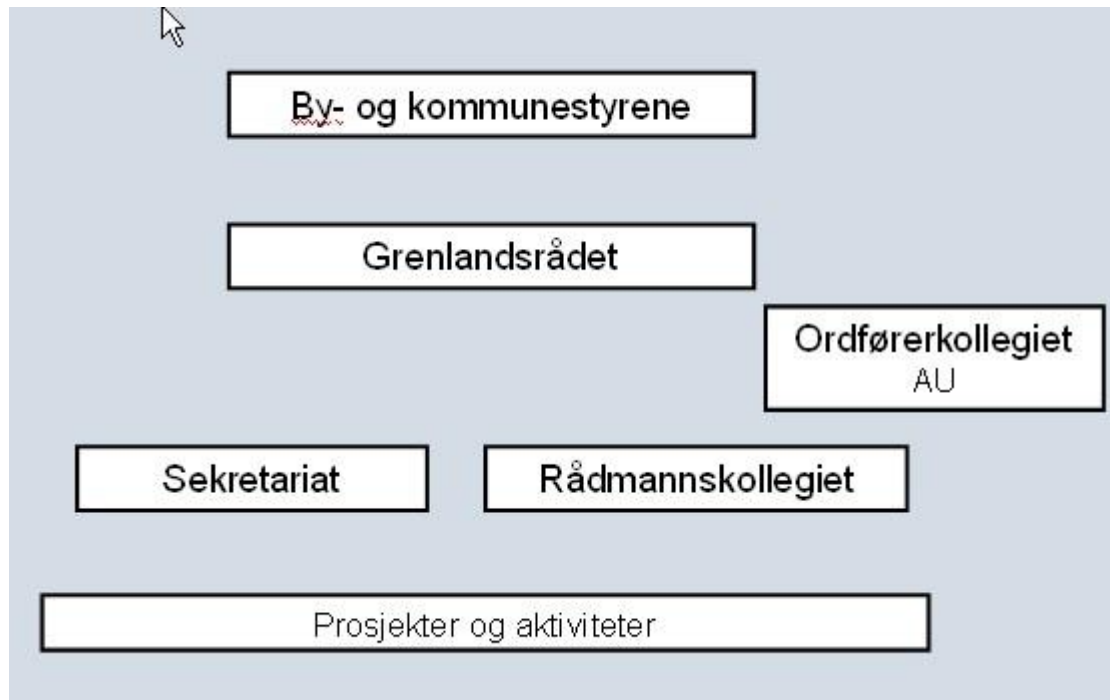 By- og kommunestyrene
Grenlandsrådet
Ordførerkollegiet
AU
Sekretariat
Rådmannskollegiet
Prosjekter og aktiviteter